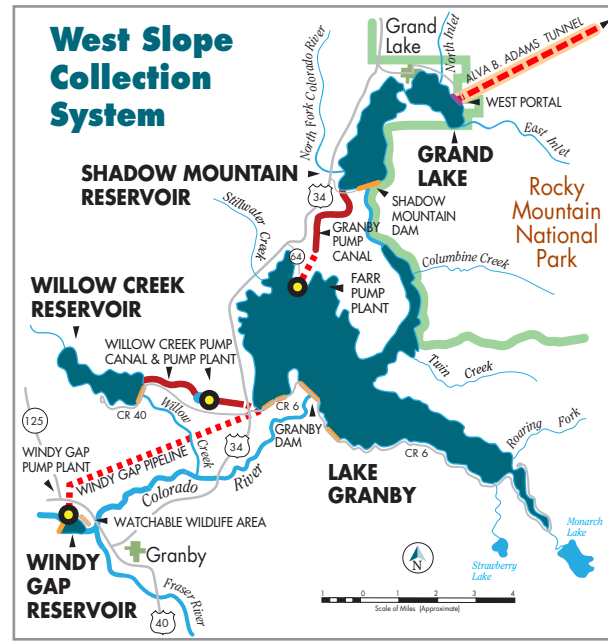 West Slope
Collection
System
Grand
Lake
North Inlet
ALVA B. ADAMS TUNNEL
WEST PORTAL
North Fork Colorado River
East Inlet
GRAND
LAKE
SHADOW MOUNTAIN
RESERVOIR
34
SHADOW
MOUNTAIN
DAM
Rocky
Mountain
National
Park
Stillwater
Creek
GRANBY
PUMP
CANAL
64
Columbine Creek
FARR
PUMP
PLANT
WILLOW CREEK
RESERVOIR
WILLOW CREEK PUMP
CANAL & PUMP PLANT
Twin Creek
CR 40
Willow
Creek
CR 6
GRANBY
DAM
125
34
WINDY GAP
PUMP PLANT
WINDY GAP PIPELINE
Colorado
River
CR 6
Roaring Fork
LAKE
GRANBY
WATCHABLE WILDLIFE AREA
Monarch
Lake
WINDY
GAP
RESERVOIR
Granby
Fraser River
40
N
Strawberry
Lake
1 0 1 2 3 4
Scale of Miles (Approximate)